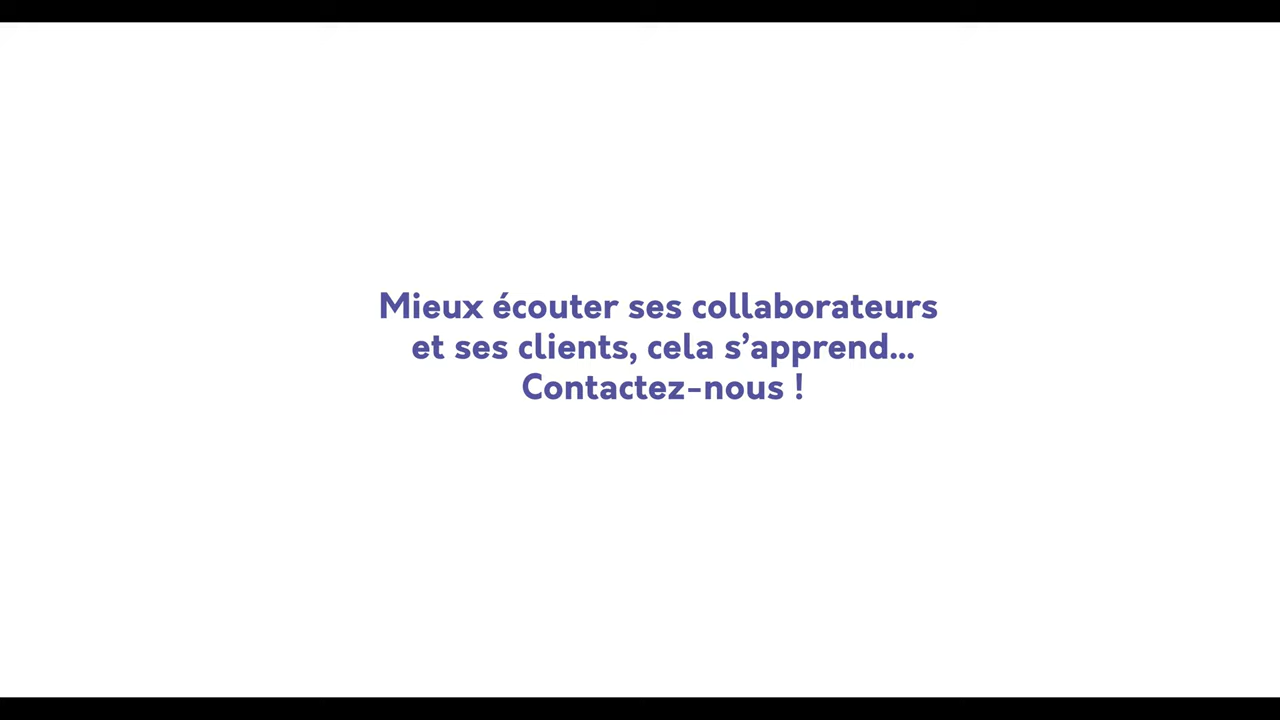 Mieux écouter ses collaborateurs
et ses clients, cela s’apprend...
Contactez-nous !